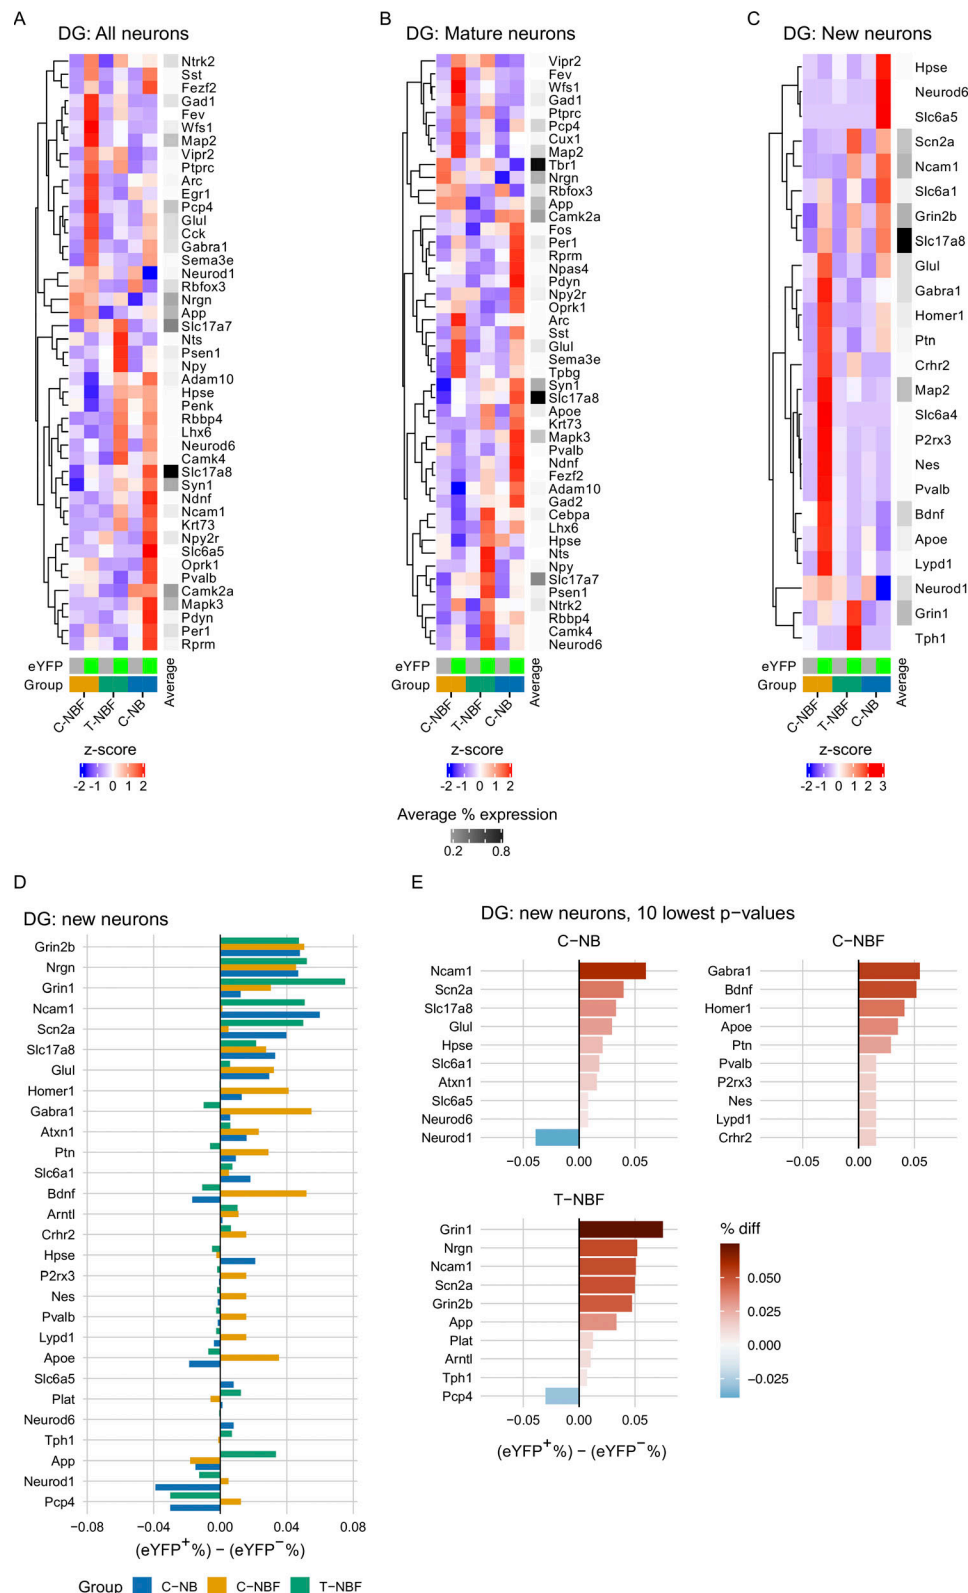 A
DG: All neurons
Ntrk2
Sst
Fezf2
Gad1
Fev
Wfs1
Map2
Vipr2
Ptprc
Arc
Egr1
Pcp4
Glul
Cck
Gabra1
Sema3e
Neurod1
Rbfox3
Nrgn
App
Slc17a7
Nts
Psen1
Npy
Adam10
Hpse
Penk
Rbbp4
Lhx6
Neurod6
Camk4
Slc17a8
Syn1
Ndnf
Ncam1
Krt73
Npy2r
Slc6a5
Oprk1
Pvalb
Camk2a
Mapk3
Pdyn
Per1
Rprm
eYFP
Group
Average
C-NBF
T-NBF
C-NB
z-score
-2 -1 0 1 2
B
DG: Mature neurons
Vipr2
Fev
Wfs1
Gad1
Ptprc
Pcp4
Cux1
Map2
Tbr1
Nrgn
Rbfox3
App
Camk2a
Fos
Per1
Rprm
Npas4
Pdyn
Npy2r
Oprk1
Arc
Sst
Glul
Sema3e
Tpbg
Syn1
Slc17a8
Apoe
Krt73
Mapk3
Pvalb
Ndnf
Fezf2
Adam10
Gad2
Cebpa
Lhx6
Hpse
Nts
Npy
Slc17a7
Psen1
Ntrk2
Rbbp4
Camk4
Neurod6
eYFP
Group
Average
C-NBF
T-NBF
C-NB
z-score
-2 -1 0 1 2
Average % expression
0.2 0.8
C
DG: New neurons
Hpse
Neurod6
Slc6a5
Scn2a
Ncam1
Slc6a1
Grin2b
Slc17a8
Glul
Gabra1
Homer1
Ptn
Crhr2
Map2
Slc6a4
P2rx3
Nes
Pvalb
Bdnf
Apoe
Lypd1
Neurod1
Grin1
Tph1
eYFP
Group
Average
C-NBF
T-NBF
C-NB
z-score
-2 -1 0 1 2 3
D
DG: new neurons
Grin2b
Nrgn
Grin1
Ncam1
Scn2a
Slc17a8
Glul
Homer1
Gabra1
Atxn1
Ptn
Slc6a1
Bdnf
Arntl
Crhr2
Hpse
P2rx3
Nes
Pvalb
Lypd1
Apoe
Slc6a5
Plat
Neurod6
Tph1
App
Neurod1
Pcp4
−0.08 −0.04 0.00 0.04 0.08
(eYFP+%) − (eYFP−%)
Group C−NB C−NBF T−NBF
E
DG: new neurons, 10 lowest p−values
C−NB
Ncam1
Scn2a
Slc17a8
Glul
Hpse
Slc6a1
Atxn1
Slc6a5
Neurod6
Neurod1
−0.05 0.00 0.05
C−NBF
Gabra1
Bdnf
Homer1
Apoe
Ptn
Pvalb
P2rx3
Nes
Lypd1
Crhr2
−0.05 0.00 0.05
T−NBF
Grin1
Nrgn
Ncam1
Scn2a
Grin2b
App
Plat
Arntl
Tph1
Pcp4
−0.05 0.00 0.05
(eYFP+%) − (eYFP−%)
% diff
0.050
0.025
0.000
−0.025